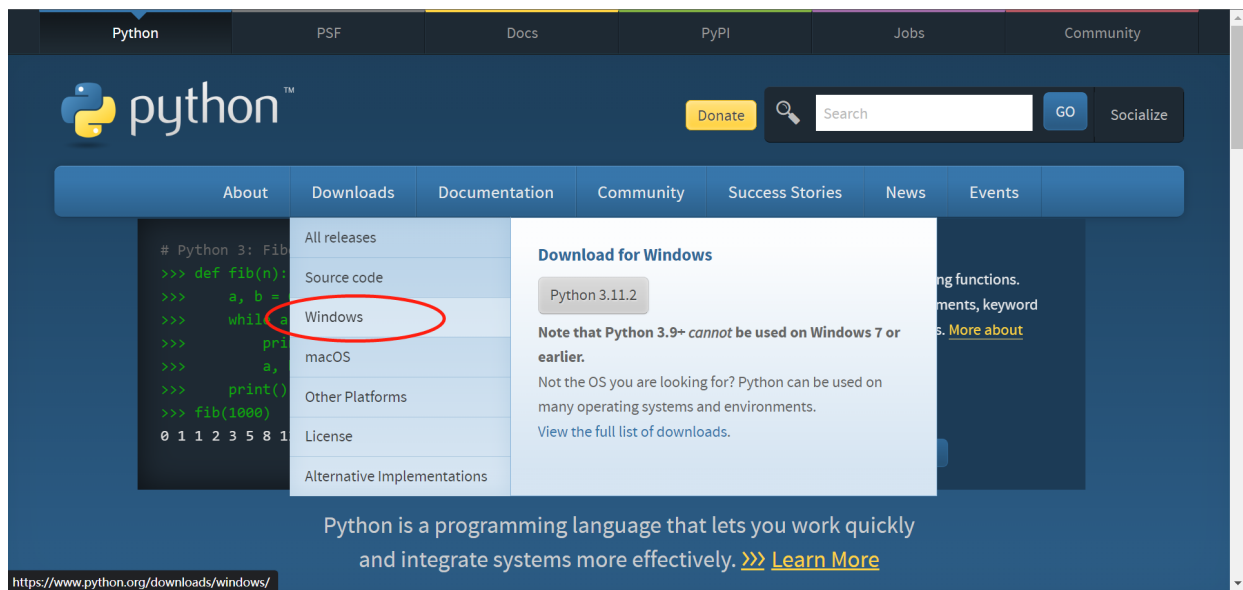 Python PSF Docs PyPI Jobs Community
python™
Donate Search GO Socialize
About Downloads Documentation Community Success Stories News Events
# Python 3: Fib
>>> def fib(n):
>>> a, b =
>>> while a
>>> pri
>>> a,
>>> print()
>>> fib(1000)
0 1 1 2 3 5 8 1
All releases
Source code
Windows
macOS
Other Platforms
License
Alternative Implementations
Download for Windows
Python 3.11.2
Note that Python 3.9+ cannot be used on Windows 7 or
earlier.
Not the OS you are looking for? Python can be used on
many operating systems and environments.
View the full list of downloads.
ng functions.
ments, keyword
s. More about
Python is a programming language that lets you work quickly
and integrate systems more effectively. >>> Learn More
https://www.python.org/downloads/windows/